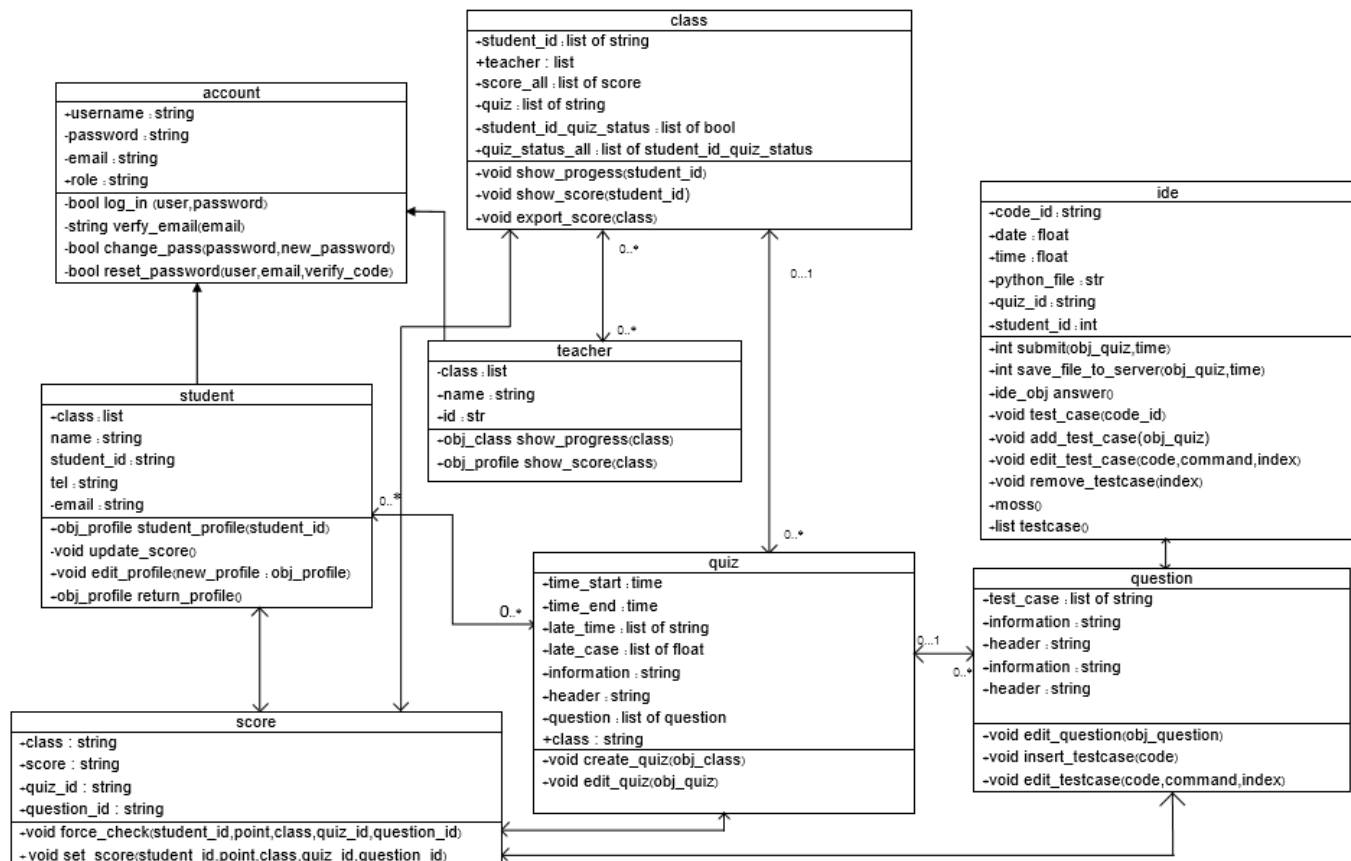 class
+student_id : list of string
+teacher : list
+score_all : list of score
+quiz : list of string
+student_id_quiz_status : list of bool
+quiz_status_all : list of student_id_quiz_status
+void show_progess(student_id)
+void show_score(student_id)
+void export_score(class)
account
+username : string
-password : string
-email : string
+role : string
-bool log_in (user,password)
-string verfy_email(email)
-bool change_pass(password,new_password)
-bool reset_password(user,email,verify_code)
ide
+code_id : string
+date : float
+time : float
+python_file : str
+quiz_id : string
+student_id : int
+int submit(obj_quiz,time)
+int save_file_to_server(obj_quiz,time)
+ide_obj answer()
+void test_case(code_id)
+void add_test_case(obj_quiz)
+void edit_test_case(code,command,index)
+void remove_testcase(index)
+moss()
+list testcase()
0..*
0...1
0..*
teacher
-class : list
+name : string
+id : str
+obj_class show_progress(class)
+obj_profile show_score(class)
student
+class : list
name : string
student_id : string
tel : string
-email : string
+obj_profile student_profile(student_id)
-void update_score()
+void edit_profile(new_profile : obj_profile)
+obj_profile return_profile()
0..*
0..*
0..*
quiz
+time_start : time
+time_end : time
+late_time : list of string
+late_case : list of float
+information : string
+header : string
+question : list of question
+class : string
+void create_quiz(obj_class)
+void edit_quiz(obj_quiz)
0...1
0..*
question
+test_case : list of string
+information : string
+header : string
+information : string
+header : string
+void edit_question(obj_question)
+void insert_testcase(code)
+void edit_testcase(code,command,index)
score
+class : string
+score : string
+quiz_id : string
+question_id : string
+void force_check(student_id,point,class,quiz_id,question_id)
+void set_score(student_id,point,class,quiz_id,question_id)